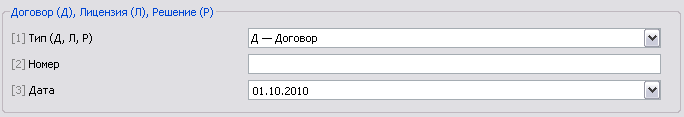 Договор (Д), Лицензия (Л), Решение (Р)
[1] Тип (Д, Л, Р) Д — Договор
[2] Номер
[3] Дата 01.10.2010